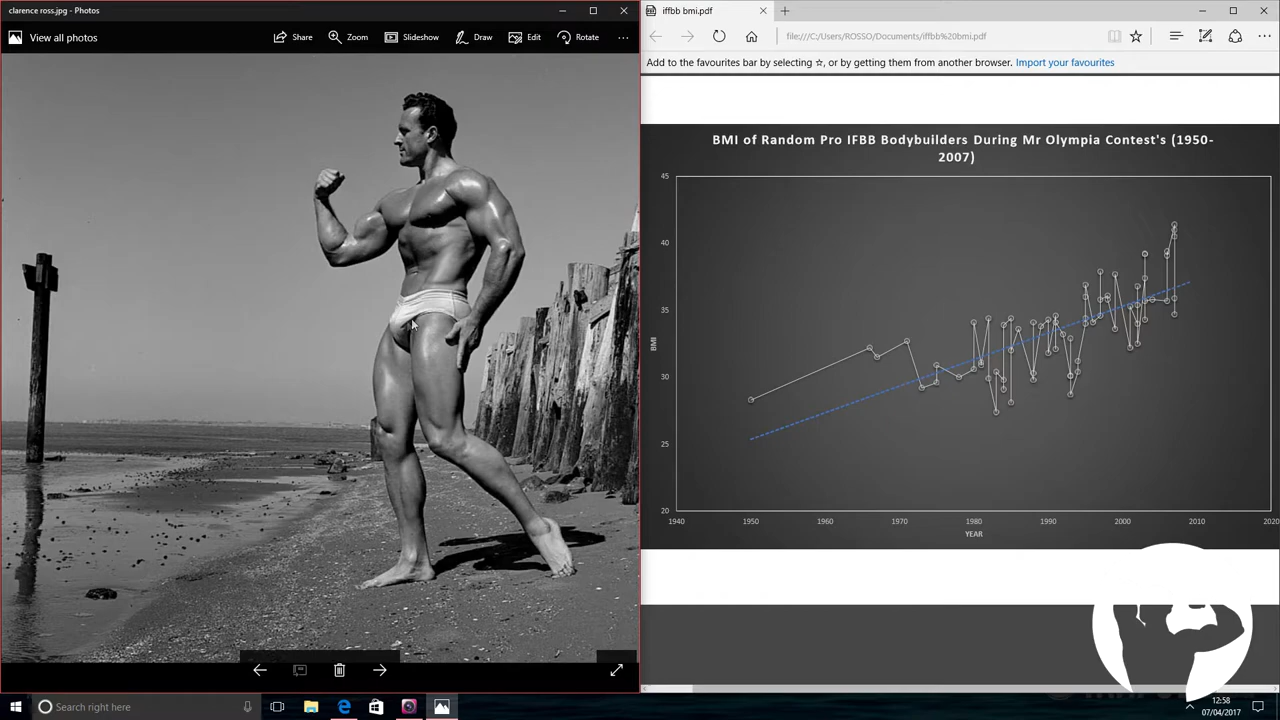 clarence ross.jpg - Photos
View all photos
Share
Zoom
Slideshow
Draw
Edit
Rotate
iffbb bmi.pdf
file:///C:/Users/ROSSO/Documents/iffbb%20bmi.pdf
Add to the favourites bar by selecting ☆, or by getting them from another browser. Import your favourites
BMI of Random Pro IFBB Bodybuilders During Mr Olympia Contest's (1950-
2007)
45
40
35
30
25
20
BMI
1940
1950
1960
1970
1980
1990
2000
2010
2020
YEAR
Search right here
12:58
07/04/2017